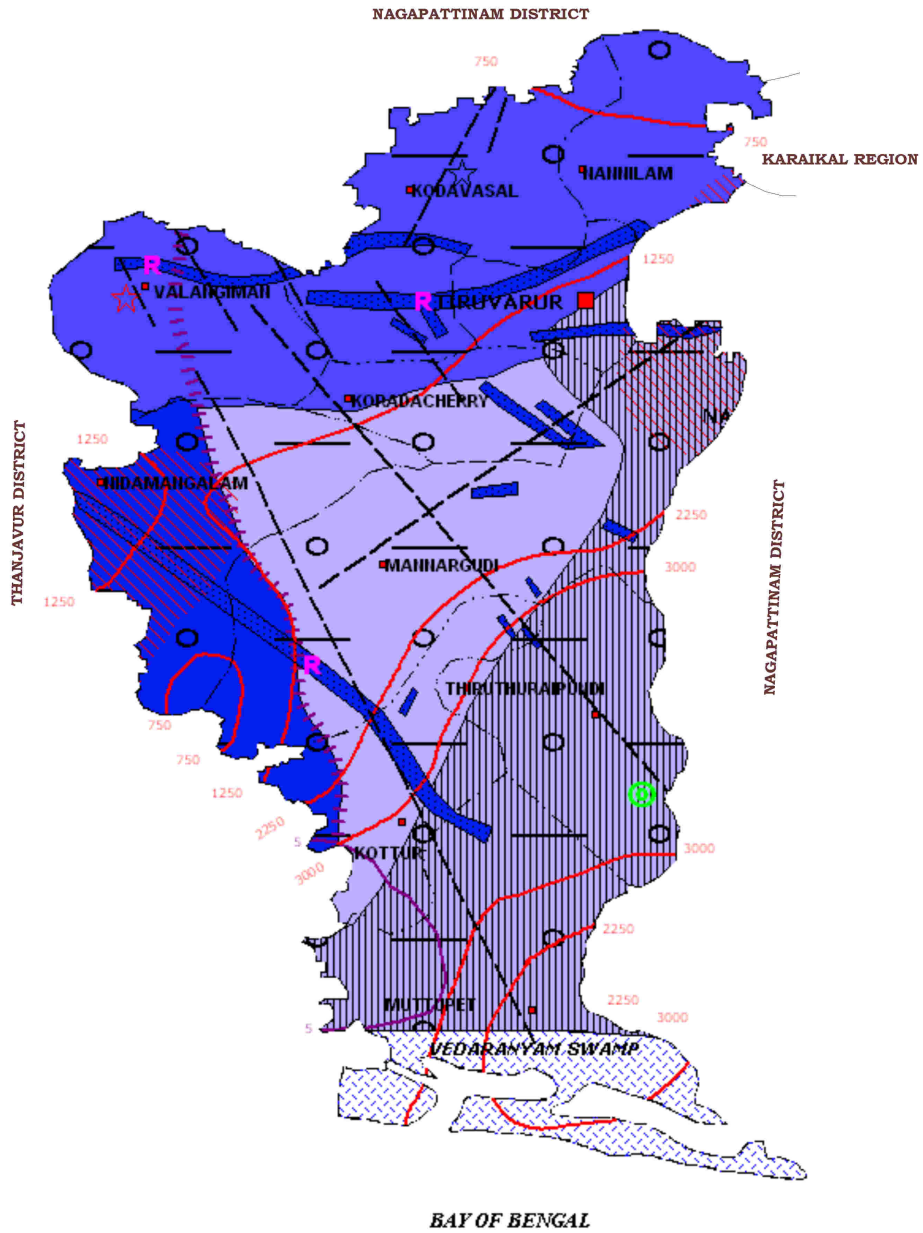 NAGAPATTINAM DISTRICT
750
750
KARAIKAL REGION
NANNILAM
KODAVASAL
1250
R
VALANGIMAN
R
TIRUVARUR
KORADACHERRY
NA
1250
THANJAVUR DISTRICT
NIDAMANGALAM
NAGAPATTINAM DISTRICT
2250
MANNARGUDI
3000
1250
R
THIRUTHURAIPUNDI
750
750
1250
2250
5
3000
KOTTUR
3000
2250
MUTTUPET
2250
3000
5
VEDARANYAM SWAMP
BAY OF BENGAL